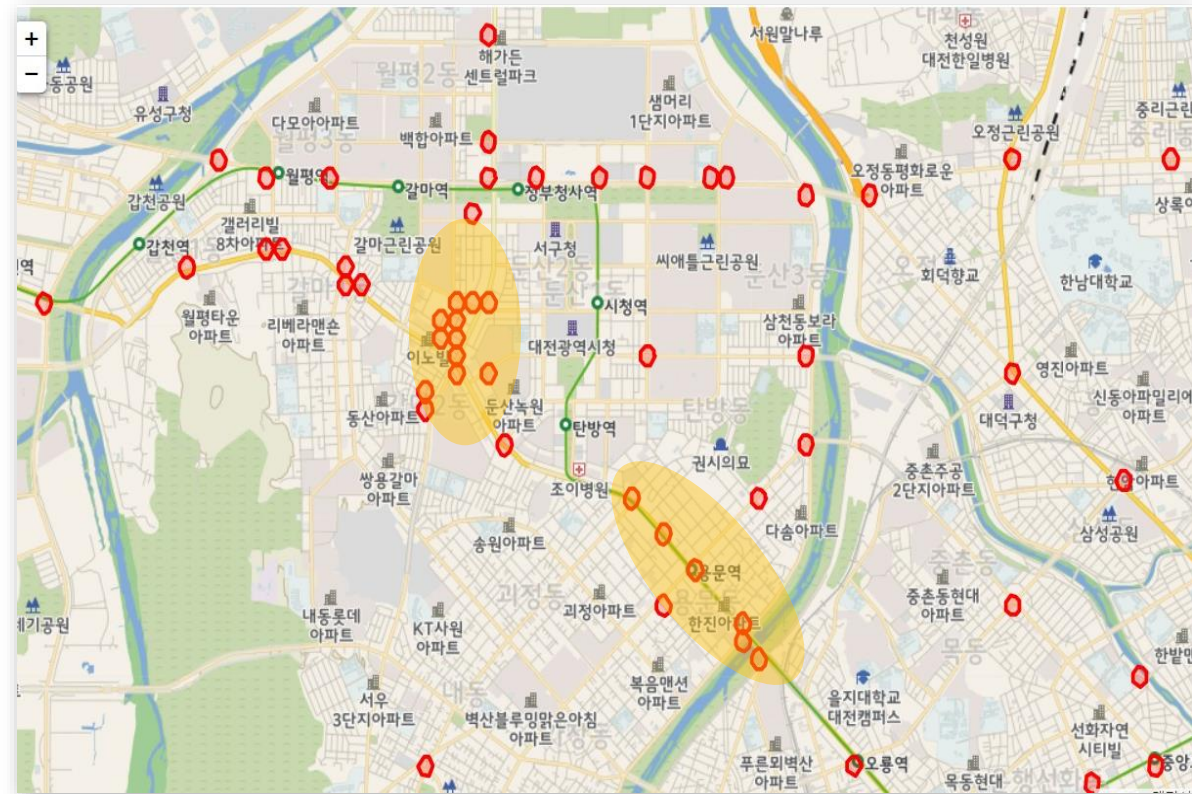 +
−
해가든
센트럴파크
서원말나루
천성원
대전한일병원
동공원
유성구청
월평2동
다모아아파트
월평3동
백합아파트
샘머리
1단지아파트
오정근린공원
중리근린
월평역
갈마역
정부청사역
오정동평화로운
아파트
갑천공원
상록아
갤러리빌
8차아파트
갈마근린공원
갑천역
서구청
씨애틀근린공원
둔산2동
둔산1동
둔산3동
회덕향교
한남대학교
역
갈마
월평타운
아파트
리베라맨숀
아파트
시청역
대전광역시청
삼천동보라
아파트
이노빌
영진아파트
동산아파트
둔산녹원
아파트
탄방동
대덕구청
신동아파밀리에
아파트
탄방역
권시의묘
쌍용갈마
아파트
조이병원
중촌주공
2단지아파트
다솜아파트
삼성공원
송원아파트
중촌동
용문역
괴정동
괴정아파트
한진아파트
중촌동현대
아파트
내동롯데
아파트
KT사원
아파트
목동
복음맨션
아파트
을지대학교
대전캠퍼스
내동
서우
3단지아파트
벽산블루밍맑은아침
아파트
선화자연
시티빌
푸른외벽산
아파트
오룡역
목동현대